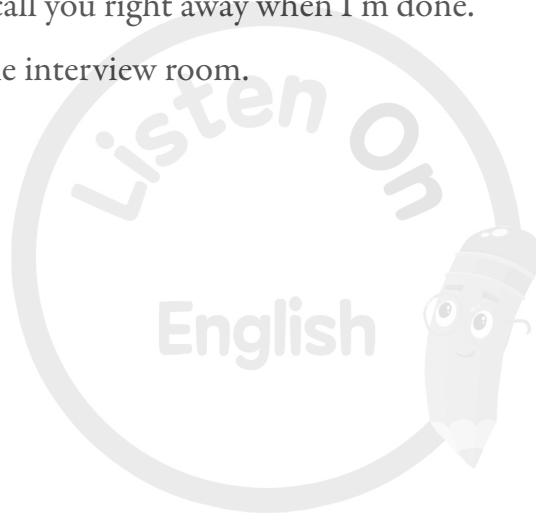 call you right away when I'm done.
e interview room.
Listen On
English